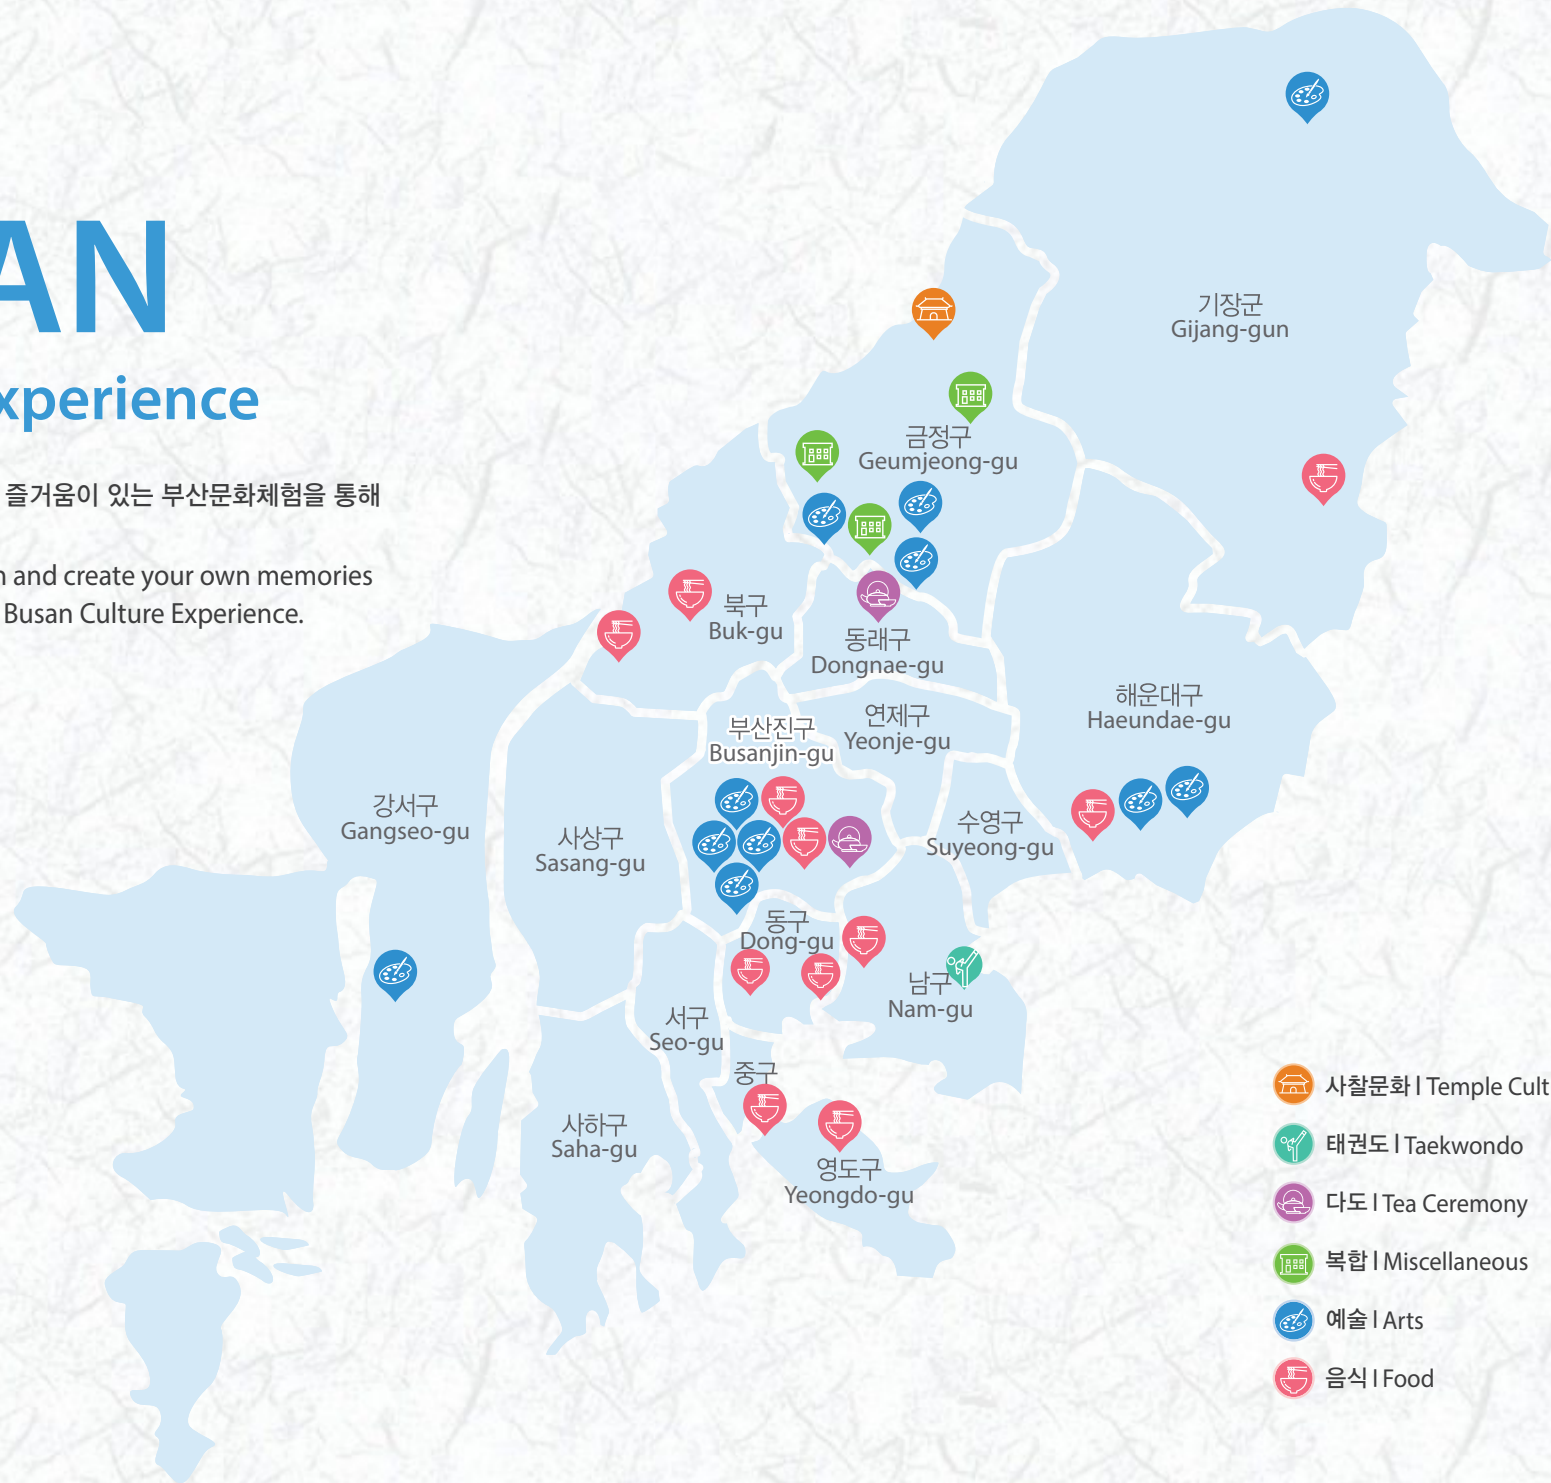 AN
xperience
즐거움이 있는 부산문화체험을 통해
n and create your own memories
Busan Culture Experience.
기장군
Gijang-gun
금정구
Geumjeong-gu
북구
Buk-gu
동래구
Dongnae-gu
해운대구
Haeundae-gu
연제구
Yeonje-gu
부산진구
Busanjin-gu
강서구
Gangseo-gu
사상구
Sasang-gu
수영구
Suyeong-gu
동구
Dong-gu
남구
Nam-gu
서구
Seo-gu
중구
사하구
Saha-gu
영도구
Yeongdo-gu
사찰문화 l Temple Cult
태권도 l Taekwondo
다도 l Tea Ceremony
복합 l Miscellaneous
예술 l Arts
음식 l Food